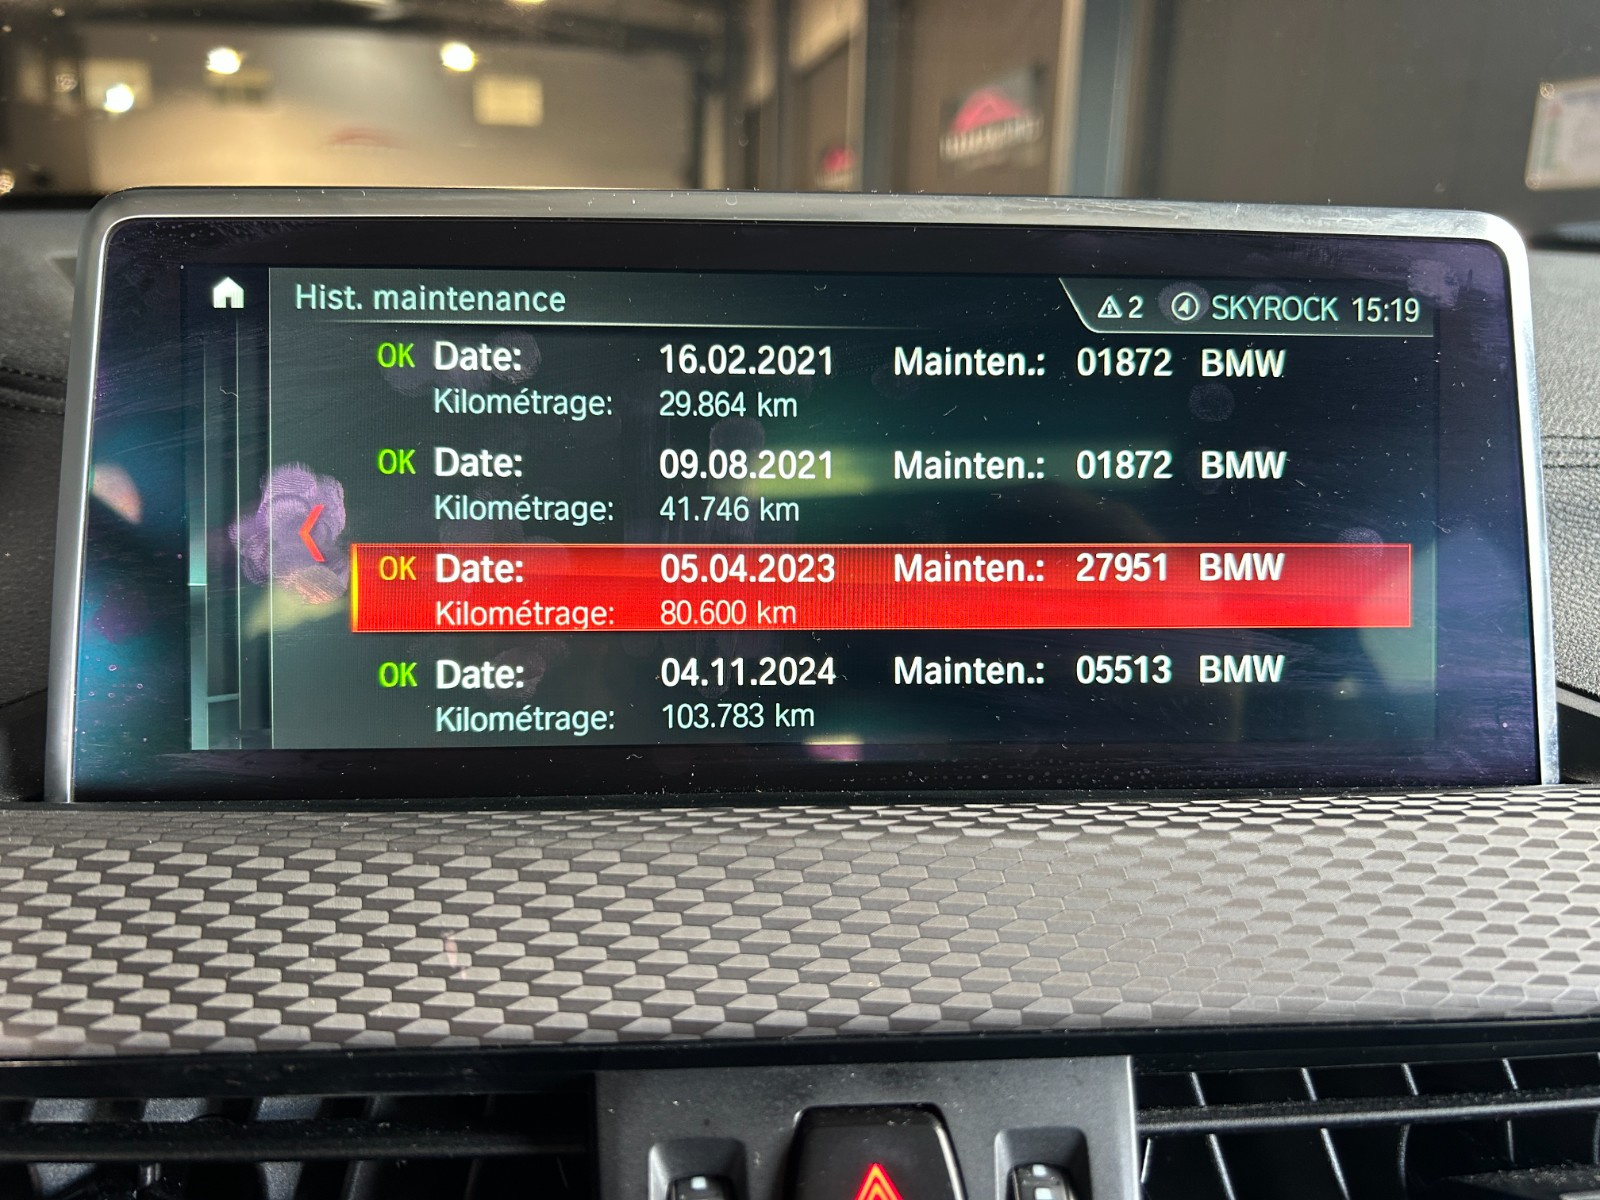 Hist. maintenance
2 SKYROCK 15:19
OK Date: 16.02.2021 Mainten.: 01872 BMW
Kilométrage: 29.864 km
OK Date: 09.08.2021 Mainten.: 01872 BMW
Kilométrage: 41.746 km
OK Date: 05.04.2023 Mainten.: 27951 BMW
Kilométrage: 80.600 km
OK Date: 04.11.2024 Mainten.: 05513 BMW
Kilométrage: 103.783 km